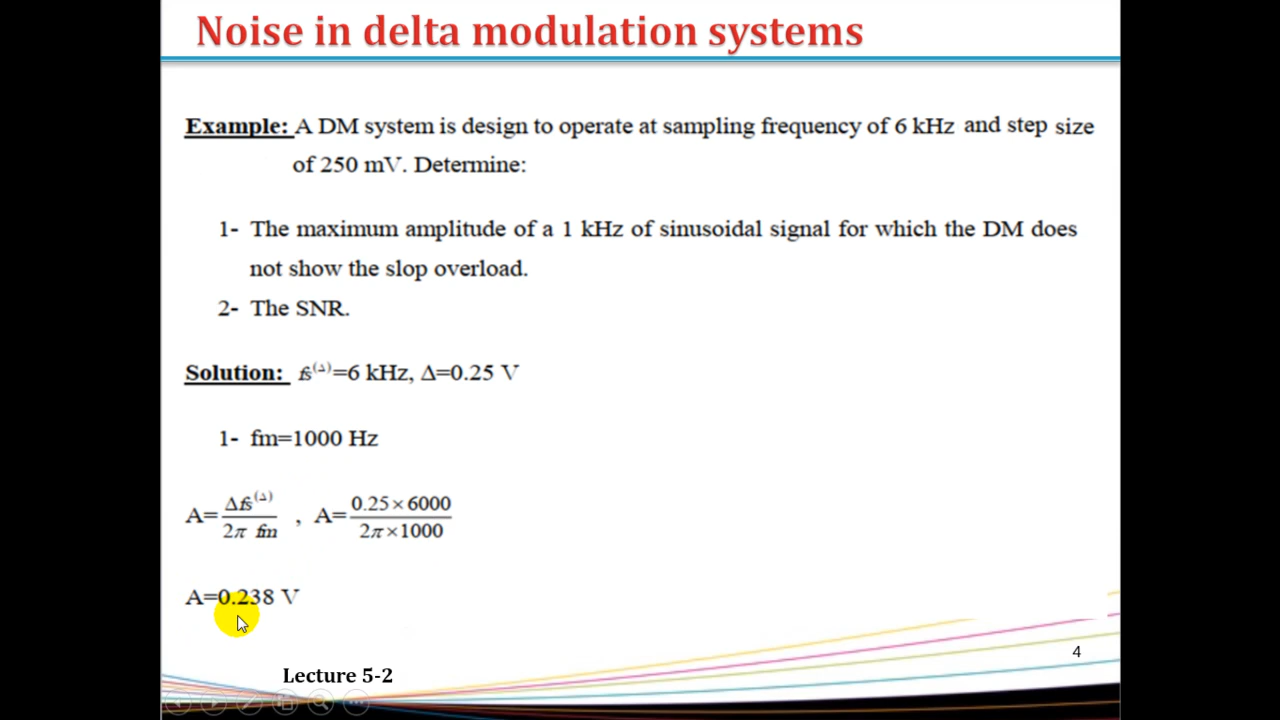 Noise in delta modulation systems
Example: A DM system is design to operate at sampling frequency of 6 kHz and step size
of 250 mV. Determine:
1- The maximum amplitude of a 1 kHz of sinusoidal signal for which the DM does
not show the slop overload.
2- The SNR.
Solution: fs^(Δ)=6 kHz, Δ=0.25 V
1- fm=1000 Hz
A=Δfs^(Δ)/2π fm , A=0.25×6000/2π×1000
A=0.238 V
4
Lecture 5-2